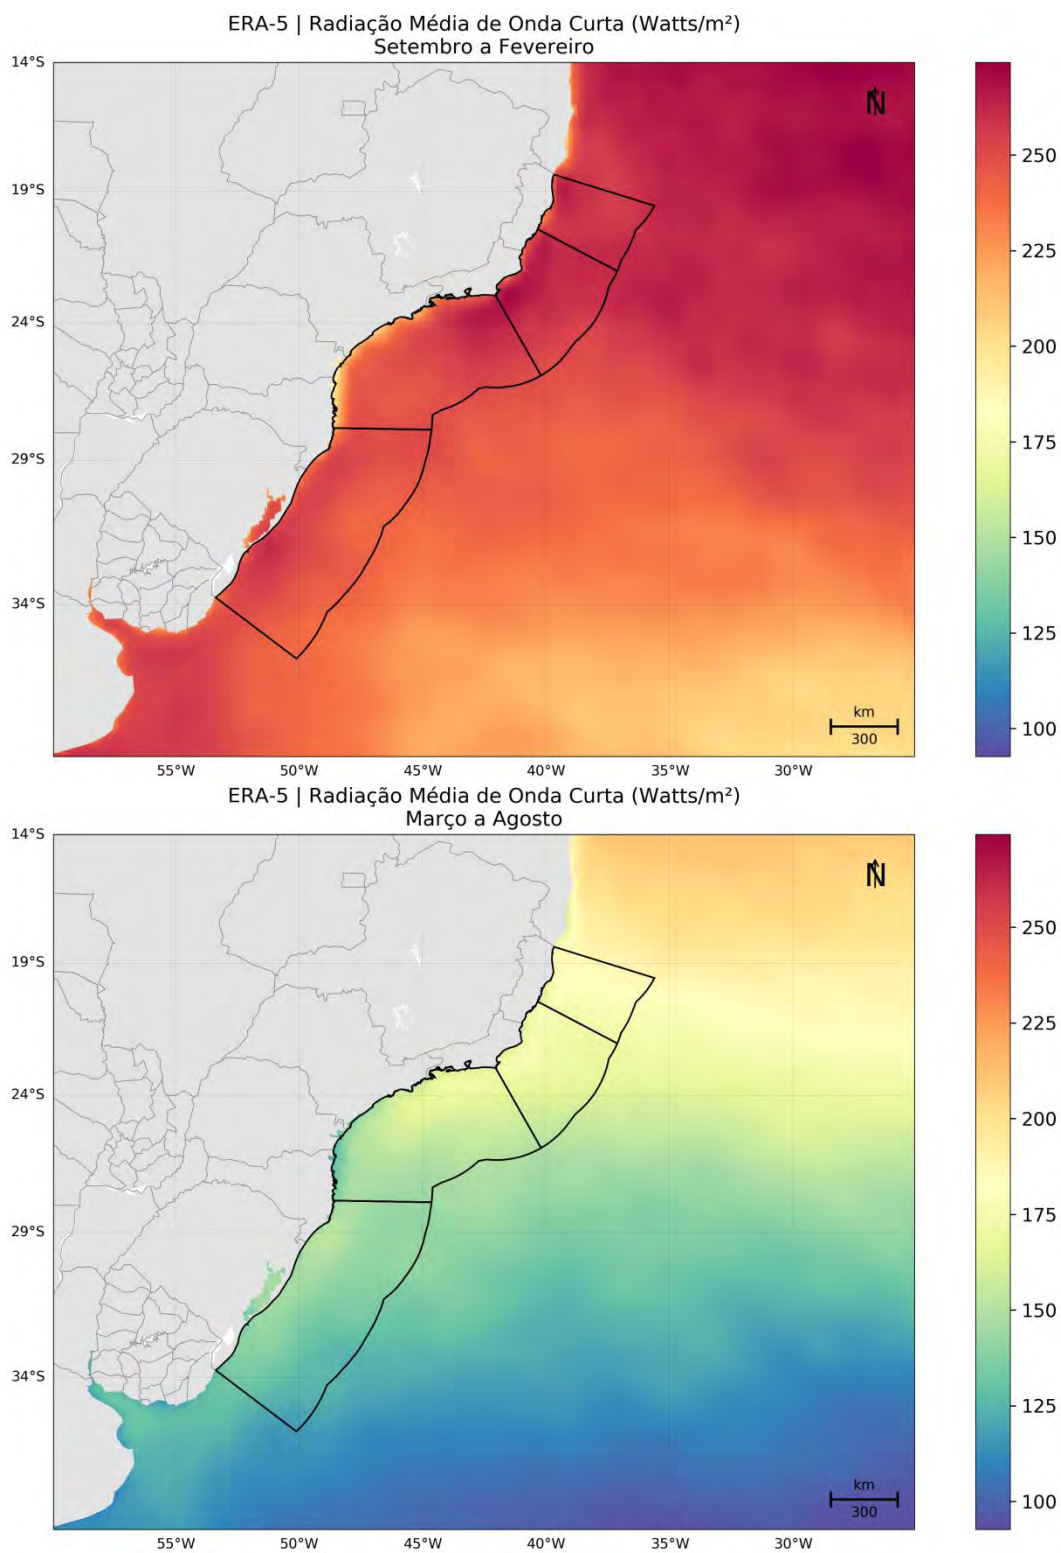 ERA-5 | Radiação Média de Onda Curta (Watts/m²)
Setembro a Fevereiro
14°S
N
250
19°S
225
24°S
200
175
29°S
150
34°S
125
km
300
100
55°W 50°W 45°W 40°W 35°W 30°W
ERA-5 | Radiação Média de Onda Curta (Watts/m²)
Março a Agosto
14°S
N
250
19°S
225
24°S
200
175
29°S
150
34°S
125
km
300
100
55°W 50°W 45°W 40°W 35°W 30°W